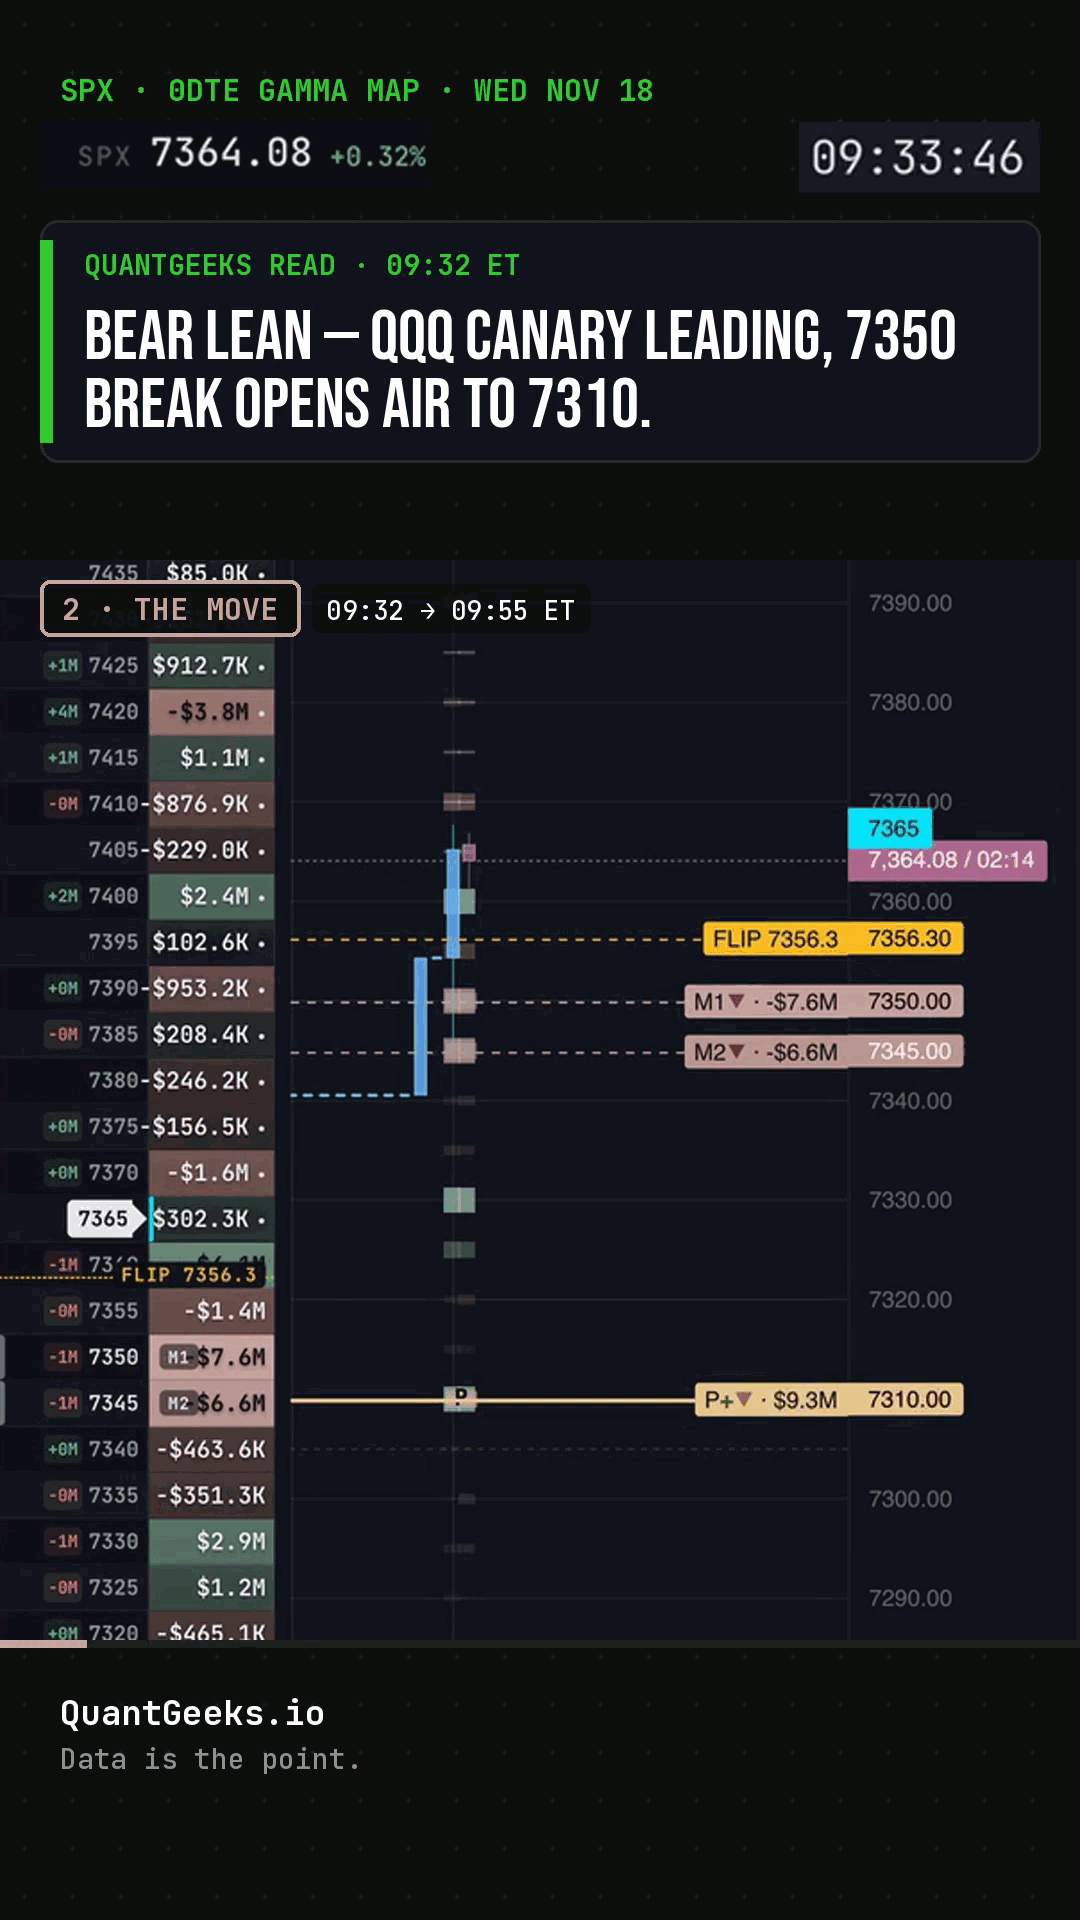 SPX · 0DTE GAMMA MAP · WED NOV 18
SPX 7364.08 +0.32%
09:33:46
QUANTGEEKS READ · 09:32 ET
BEAR LEAN — QQQ CANARY LEADING, 7350
BREAK OPENS AIR TO 7310.
7435 $85.0K •
2 · THE MOVE
09:32 → 09:55 ET
+1M 7425 $912.7K •
+4M 7420 -$3.8M •
+1M 7415 $1.1M •
-0M 7410 -$876.9K •
7405 -$229.0K •
+2M 7400 $2.4M •
7395 $102.6K •
+0M 7390 -$953.2K •
-0M 7385 $208.4K •
7380 -$246.2K •
+0M 7375 -$156.5K •
+0M 7370 -$1.6M •
7365 $302.3K •
-1M
FLIP 7356.3
-0M 7355 -$1.4M
-1M 7350 M1 -$7.6M
-1M 7345 M2 -$6.6M
+0M 7340 -$463.6K
-0M 7335 -$351.3K
-1M 7330 $2.9M
-0M 7325 $1.2M
+0M 7320 -$465.1K
7390.00
7380.00
7370.00
7365
7,364.08 / 02:14
7360.00
FLIP 7356.3 7356.30
M1▼ · -$7.6M 7350.00
M2▼ · -$6.6M 7345.00
7340.00
7330.00
7320.00
P
P+▼ · $9.3M 7310.00
7300.00
7290.00
QuantGeeks.io
Data is the point.